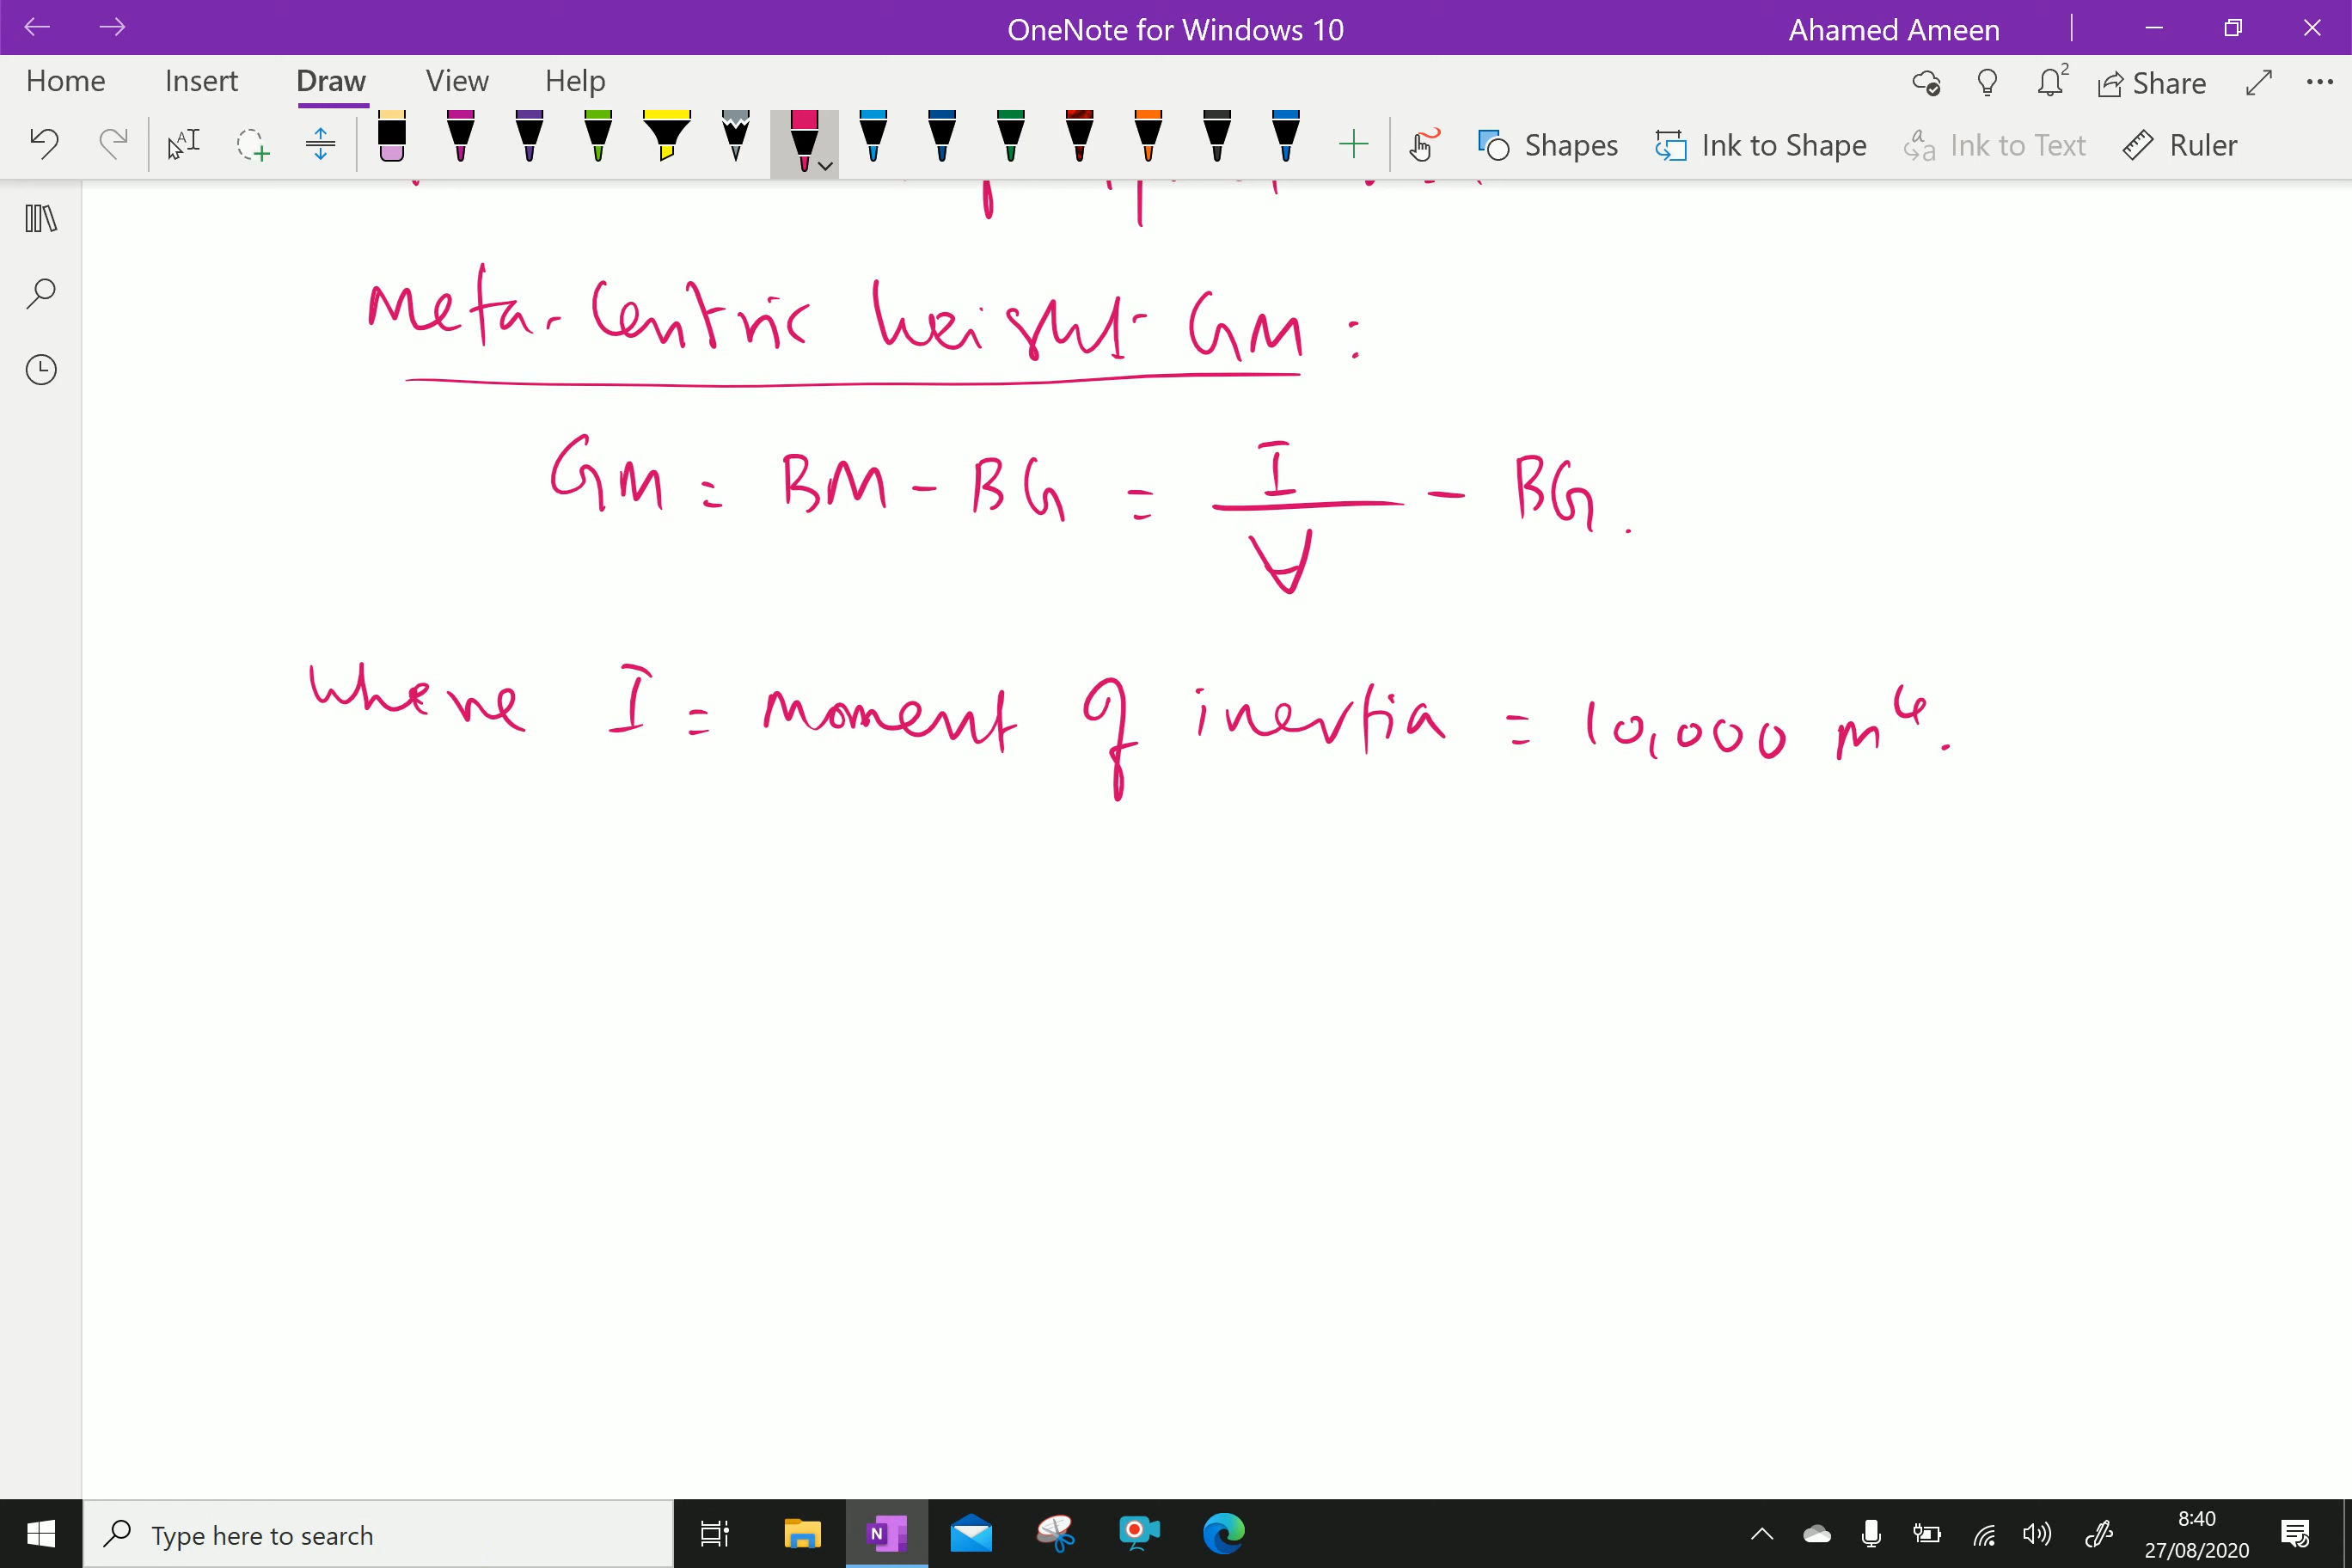 OneNote for Windows 10 Ahamed Ameen
Home Insert Draw View Help 2 Share
Shapes Ink to Shape Ink to Text Ruler
Meta-Centric height GM :
GM = BM - BG = I/V - BG.
where I = moment of inertia = 10,000 m⁴.
Type here to search
8:40
27/08/2020